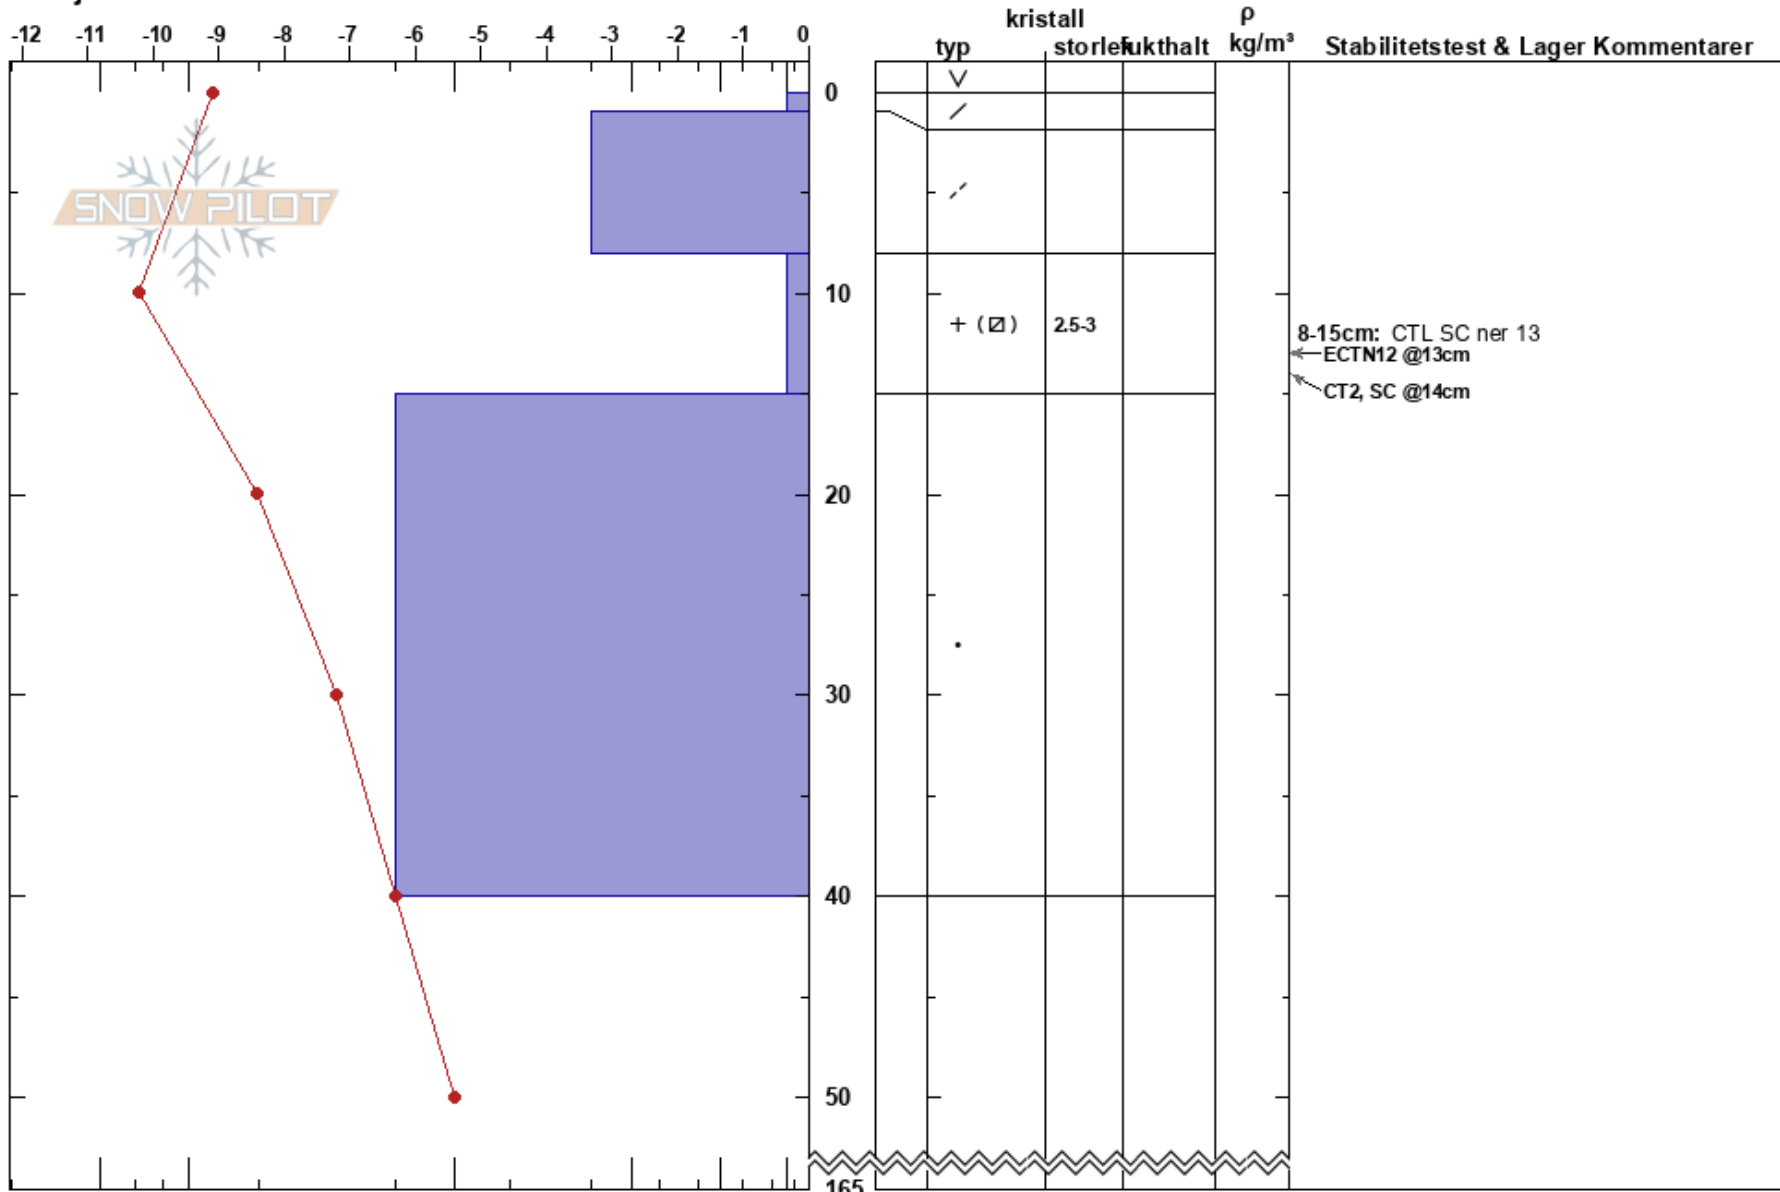 kristall ρ
-12 -11 -10 -9 -8 -7 -6 -5 -4 -3 -2 -1 0 typ storlek fukthalt kg/m³ Stabilitetstest & Lager Kommentarer
0
SNOW PILOT
10
+ ( ) 2.5-3
8-15cm: CTL SC ner 13
ECTN12 @13cm
CT2, SC @14cm
20
30
40
50
165